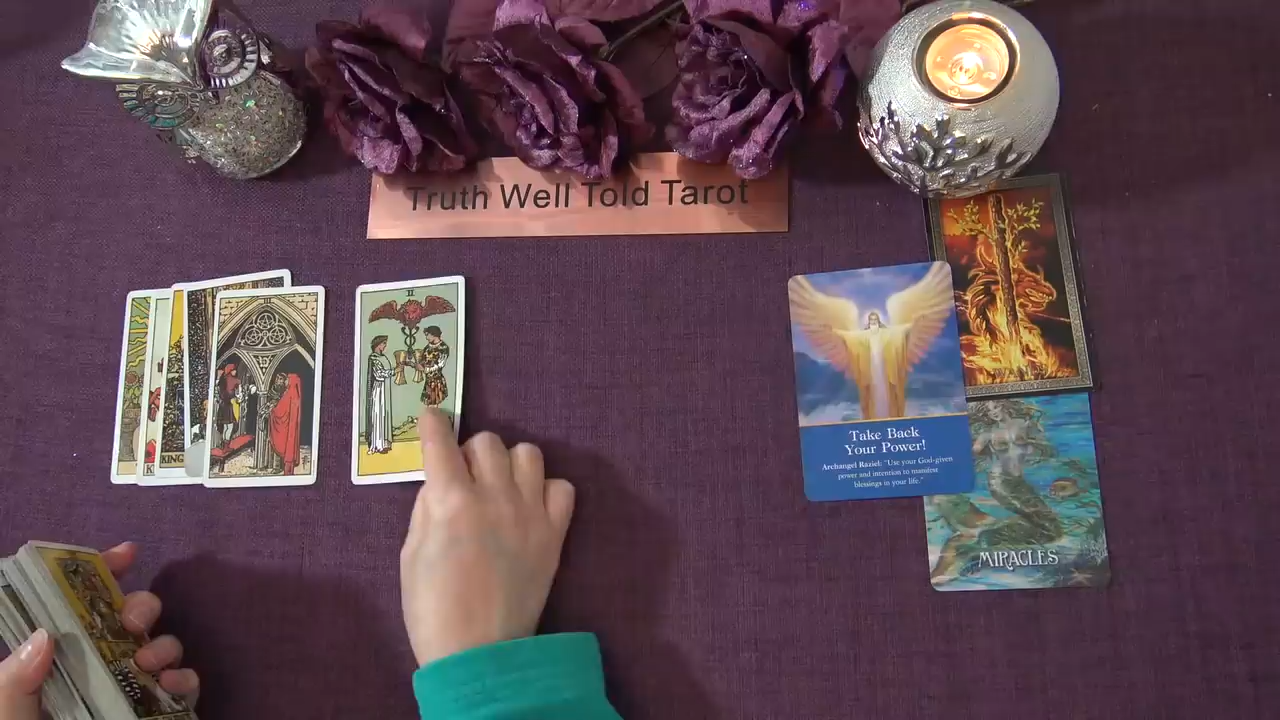 Truth Well Told Tarot
II
KING
Take Back
Your Power!
Archangel Raziel: "Use your God-given
power and intention to manifest
blessings in your life."
MIRACLES